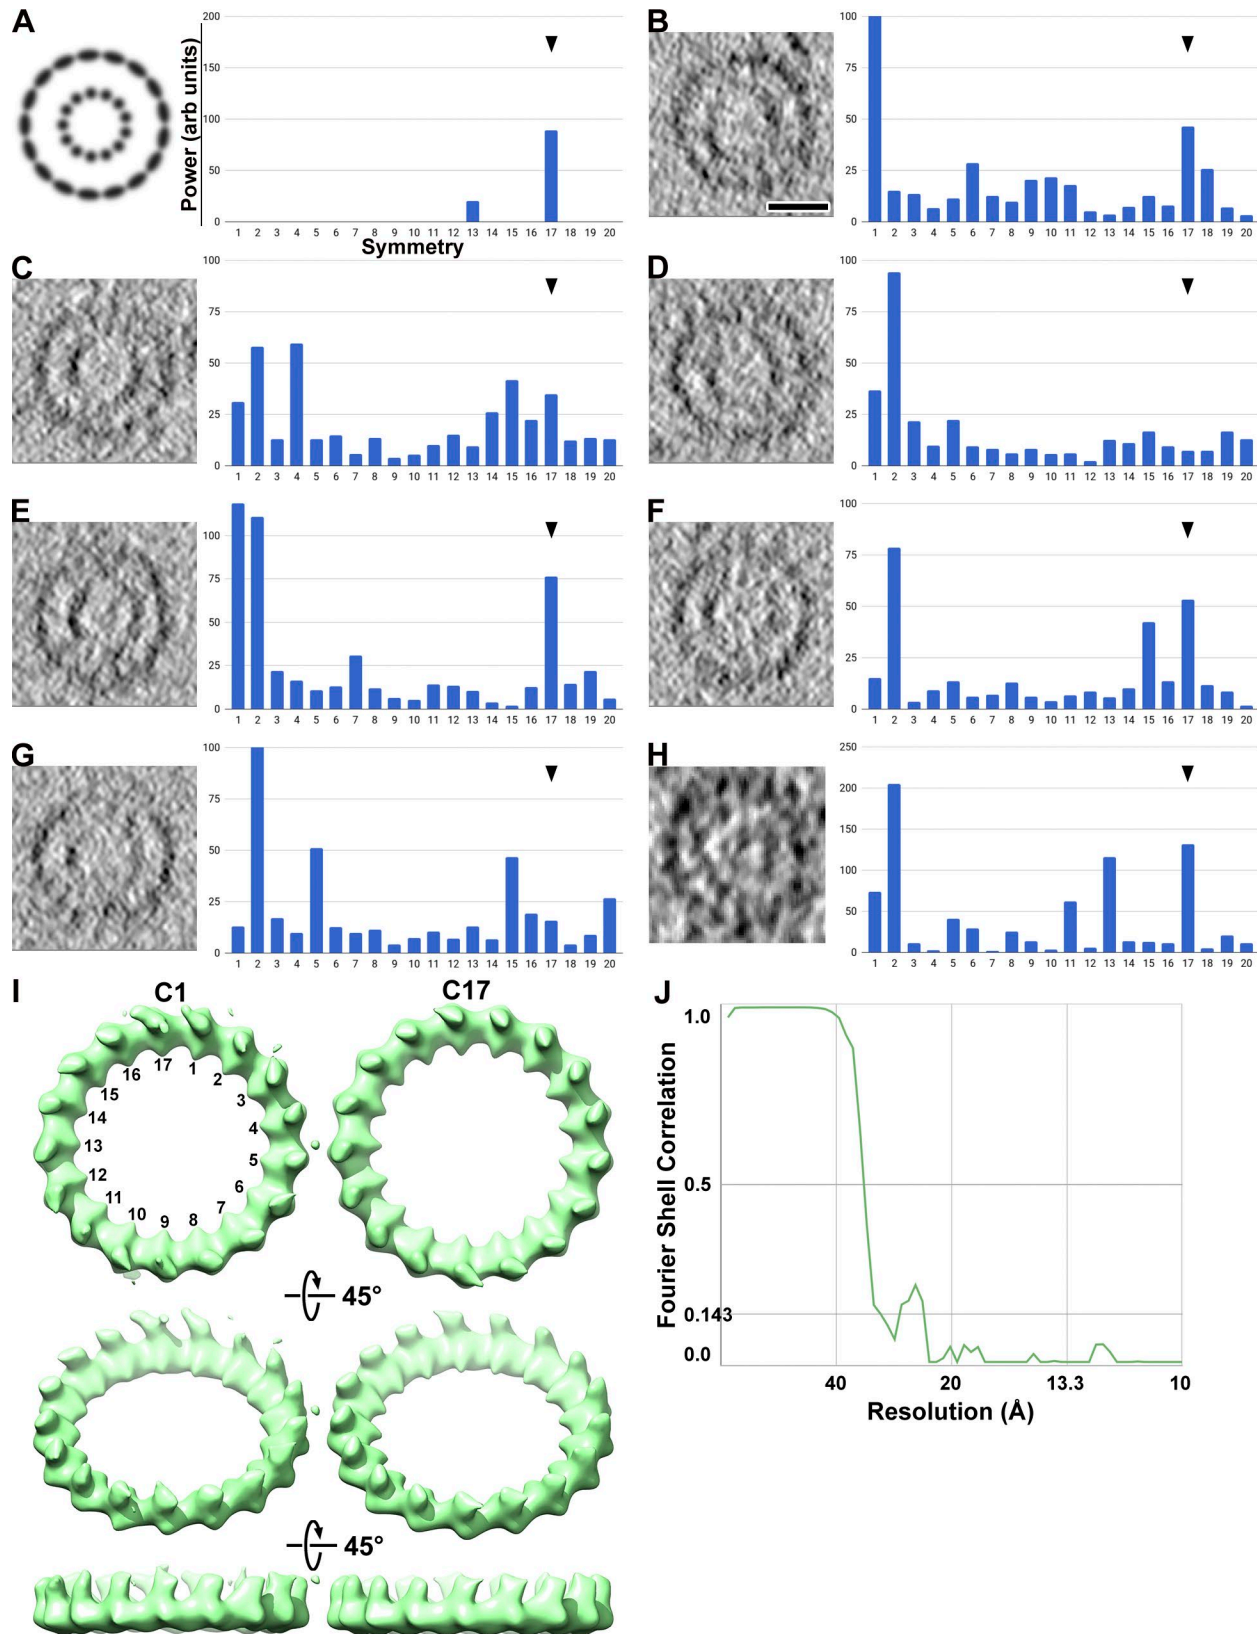 A
200
150
100
50
0
Power (arb units)
1 2 3 4 5 6 7 8 9 10 11 12 13 14 15 16 17 18 19 20
Symmetry
B
100
75
50
25
0
1 2 3 4 5 6 7 8 9 10 11 12 13 14 15 16 17 18 19 20
C
100
75
50
25
0
1 2 3 4 5 6 7 8 9 10 11 12 13 14 15 16 17 18 19 20
D
100
75
50
25
0
1 2 3 4 5 6 7 8 9 10 11 12 13 14 15 16 17 18 19 20
E
100
75
50
25
0
1 2 3 4 5 6 7 8 9 10 11 12 13 14 15 16 17 18 19 20
F
100
75
50
25
0
1 2 3 4 5 6 7 8 9 10 11 12 13 14 15 16 17 18 19 20
G
100
75
50
25
0
1 2 3 4 5 6 7 8 9 10 11 12 13 14 15 16 17 18 19 20
H
250
200
150
100
50
0
1 2 3 4 5 6 7 8 9 10 11 12 13 14 15 16 17 18 19 20
I
C1
C17
1
2
3
4
5
6
7
8
9
10
11
12
13
14
15
16
17
45°
45°
J
1.0
0.5
0.143
0.0
Fourier Shell Correlation
40 20 13.3 10
Resolution (Å)